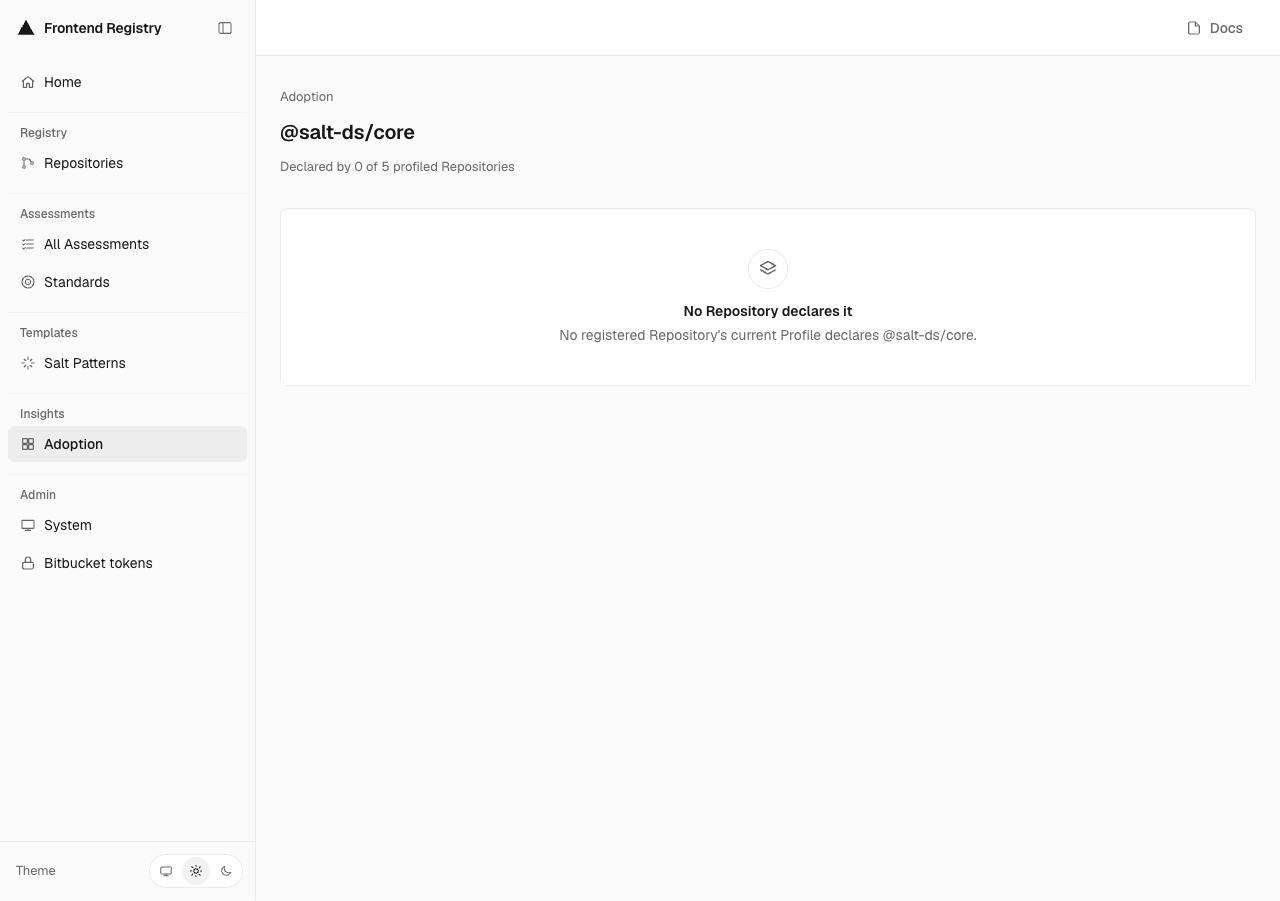 Frontend Registry
Docs
Home
Registry
Repositories
Assessments
All Assessments
Standards
Templates
Salt Patterns
Insights
Adoption
Admin
System
Bitbucket tokens
Theme
Adoption
@salt-ds/core
Declared by 0 of 5 profiled Repositories
No Repository declares it
No registered Repository's current Profile declares @salt-ds/core.